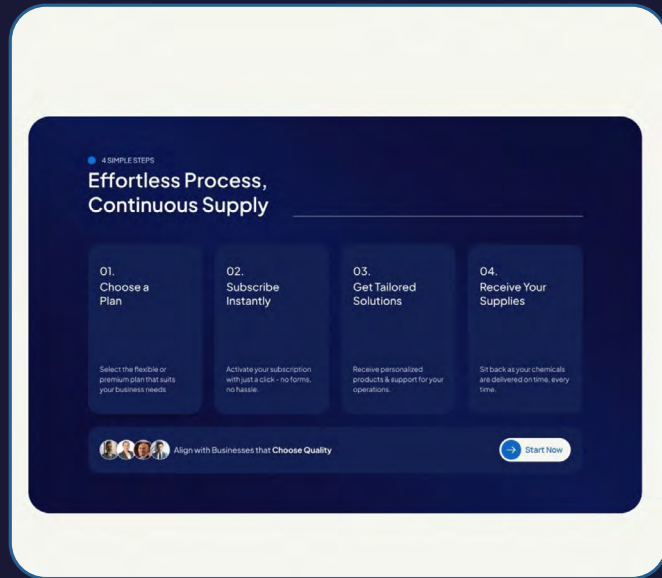 4 SIMPLE STEPS
Effortless Process,
Continuous Supply
01.
Choose a
Plan
Select the flexible or
premium plan that suits
your business needs
02.
Subscribe
Instantly
Activate your subscription
with just a click - no forms,
no hassle.
03.
Get Tailored
Solutions
Receive personalized
products & support for your
operations.
04.
Receive Your
Supplies
Sit back as your chemicals
are delivered on time, every
time.
Align with Businesses that Choose Quality
Start Now